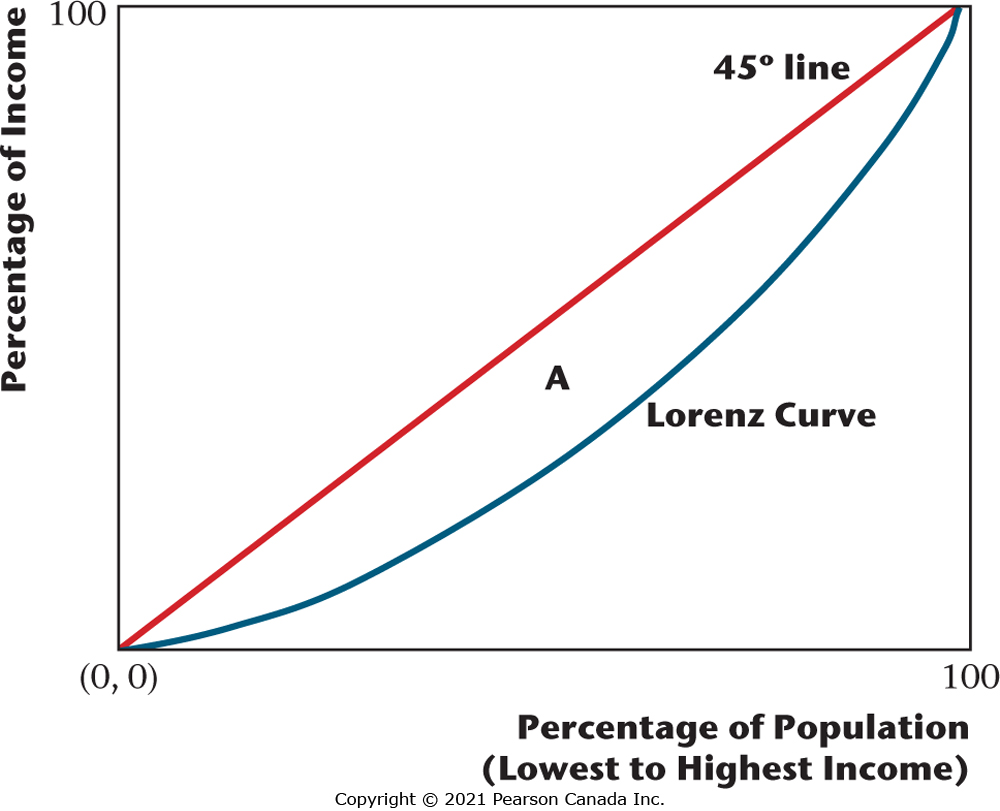 100
Percentage of Income
45º line
A
Lorenz Curve
(0, 0)
100
Percentage of Population
(Lowest to Highest Income)
Copyright © 2021 Pearson Canada Inc.